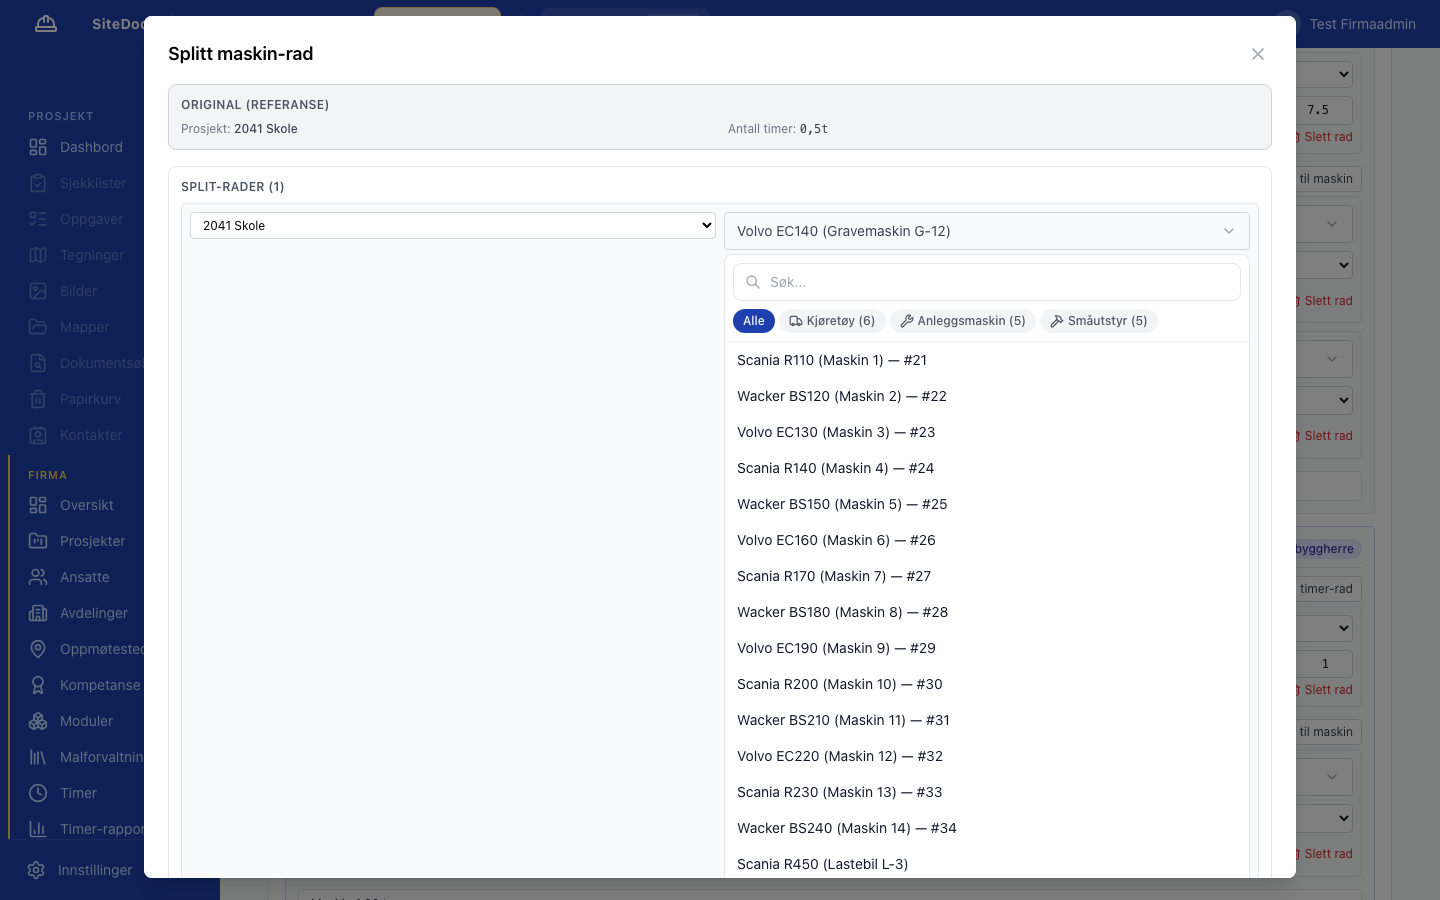 SiteDoc
Test Firmaadmin
PROSJEKT
Dashbord
Sjekklister
Oppgaver
Tegninger
Bilder
Mapper
Papirkurv
Kontakter
FIRMA
Oversikt
Prosjekter
Ansatte
Avdelinger
Kompetanse
Moduler
Timer
Innstillinger
Splitt maskin-rad
ORIGINAL (REFERANSE)
Prosjekt: 2041 Skole
Antall timer: 0,5t
SPLIT-RADER (1)
2041 Skole
Volvo EC140 (Gravemaskin G-12)
Søk...
Alle
Kjøretøy (6)
Anleggsmaskin (5)
Småutstyr (5)
Scania R110 (Maskin 1) — #21
Wacker BS120 (Maskin 2) — #22
Volvo EC130 (Maskin 3) — #23
Scania R140 (Maskin 4) — #24
Wacker BS150 (Maskin 5) — #25
Volvo EC160 (Maskin 6) — #26
Scania R170 (Maskin 7) — #27
Wacker BS180 (Maskin 8) — #28
Volvo EC190 (Maskin 9) — #29
Scania R200 (Maskin 10) — #30
Wacker BS210 (Maskin 11) — #31
Volvo EC220 (Maskin 12) — #32
Scania R230 (Maskin 13) — #33
Wacker BS240 (Maskin 14) — #34
Scania R450 (Lastebil L-3)
7.5
Slett rad
til maskin
Slett rad
Slett rad
byggherre
timer-rad
1
Slett rad
til maskin
Slett rad